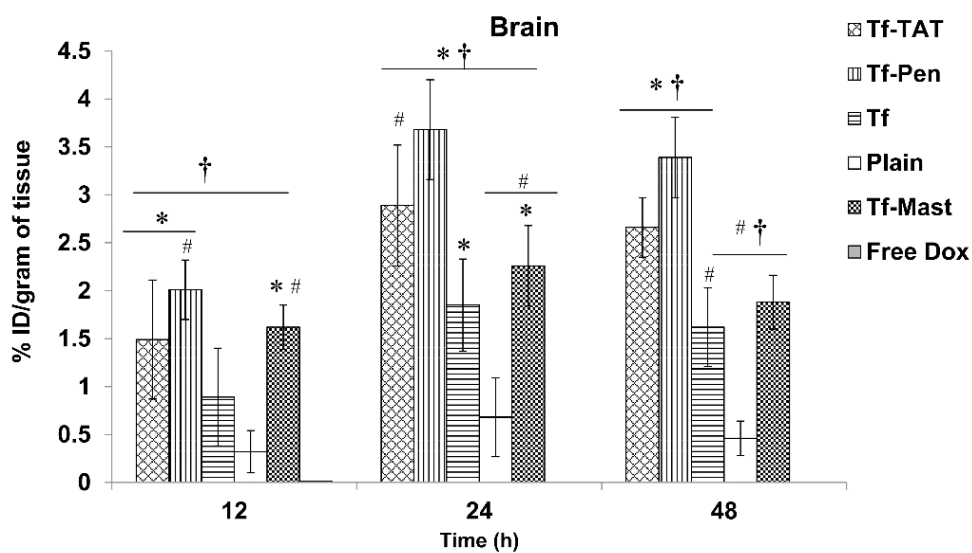 Brain
4.5
4
3.5
3
2.5
2
1.5
1
0.5
0
% ID/gram of tissue
†
*
#
* #
* †
#
*
#
*
* †
#
# †
12
24
48
Time (h)
Tf-TAT
Tf-Pen
Tf
Plain
Tf-Mast
Free Dox